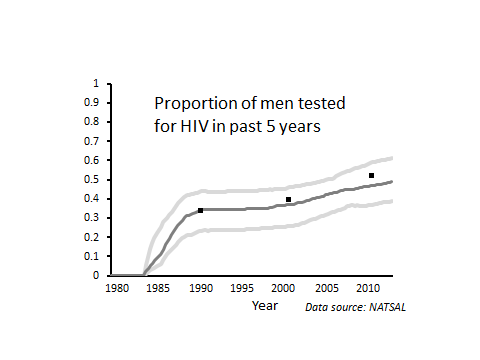 Proportion of men tested
for HIV in past 5 years
1
0.9
0.8
0.7
0.6
0.5
0.4
0.3
0.2
0.1
0
1980 1985 1990 1995 2000 2005 2010
Year
Data source: NATSAL